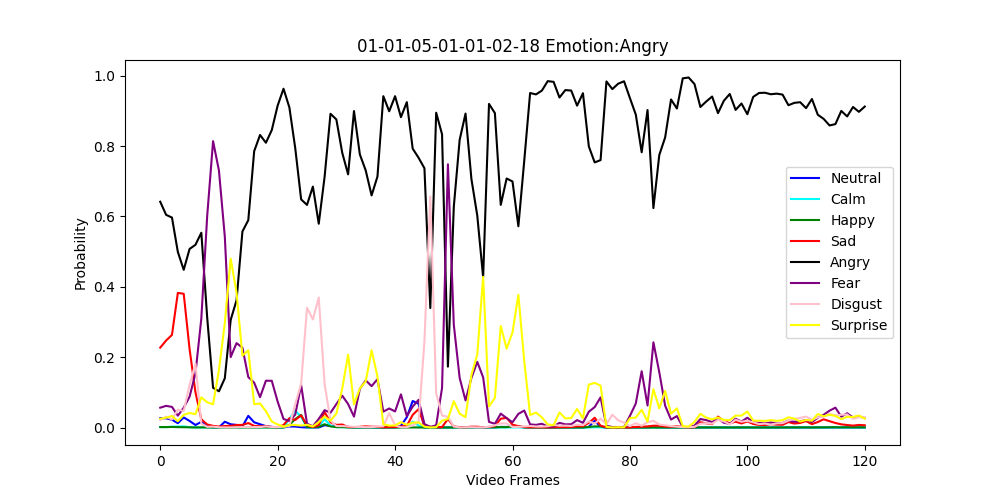 01-01-05-01-01-02-18 Emotion:Angry
1.0
0.8
0.6
0.4
0.2
0.0
Probability
0 20 40 60 80 100 120
Video Frames
Neutral
Calm
Happy
Sad
Angry
Fear
Disgust
Surprise